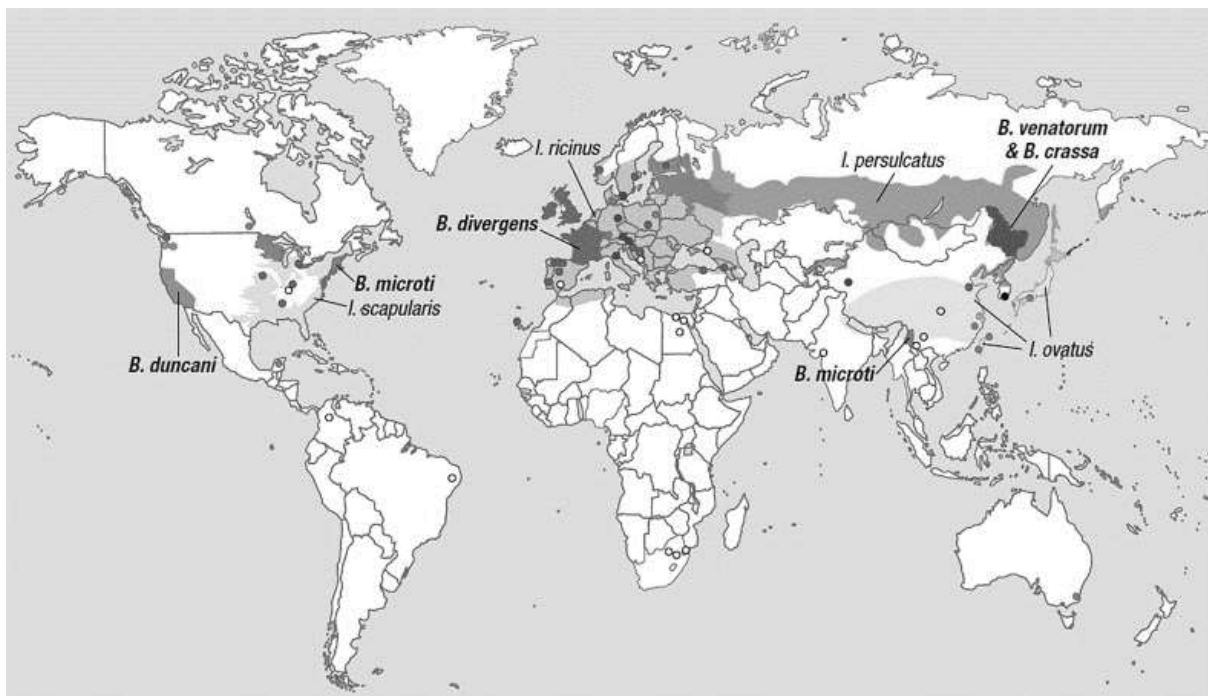 B. venatorum
& B. crassa
I. ricinus
I. persulcatus
B. divergens
B. microti
I. scapularis
B. duncani
I. ovatus
B. microti